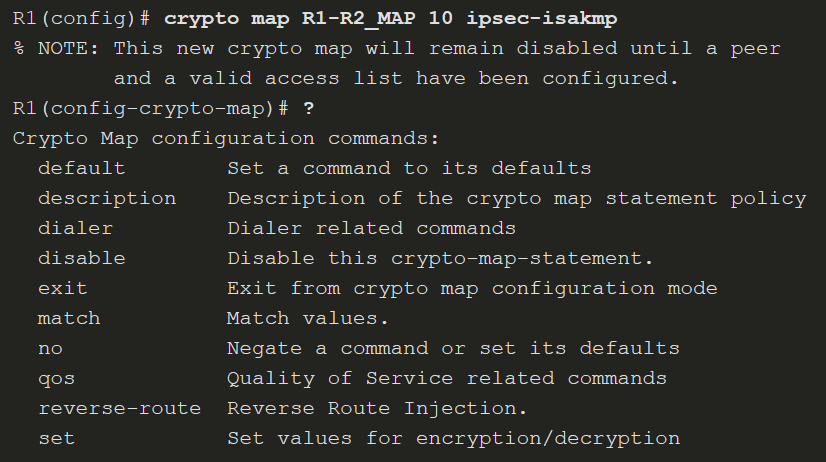 R1(config)# crypto map R1-R2_MAP 10 ipsec-isakmp
% NOTE: This new crypto map will remain disabled until a peer
        and a valid access list have been configured.
R1(config-crypto-map)# ?
Crypto Map configuration commands:
  default        Set a command to its defaults
  description    Description of the crypto map statement policy
  dialer         Dialer related commands
  disable        Disable this crypto-map-statement.
  exit           Exit from crypto map configuration mode
  match          Match values.
  no             Negate a command or set its defaults
  qos            Quality of Service related commands
  reverse-route  Reverse Route Injection.
  set            Set values for encryption/decryption